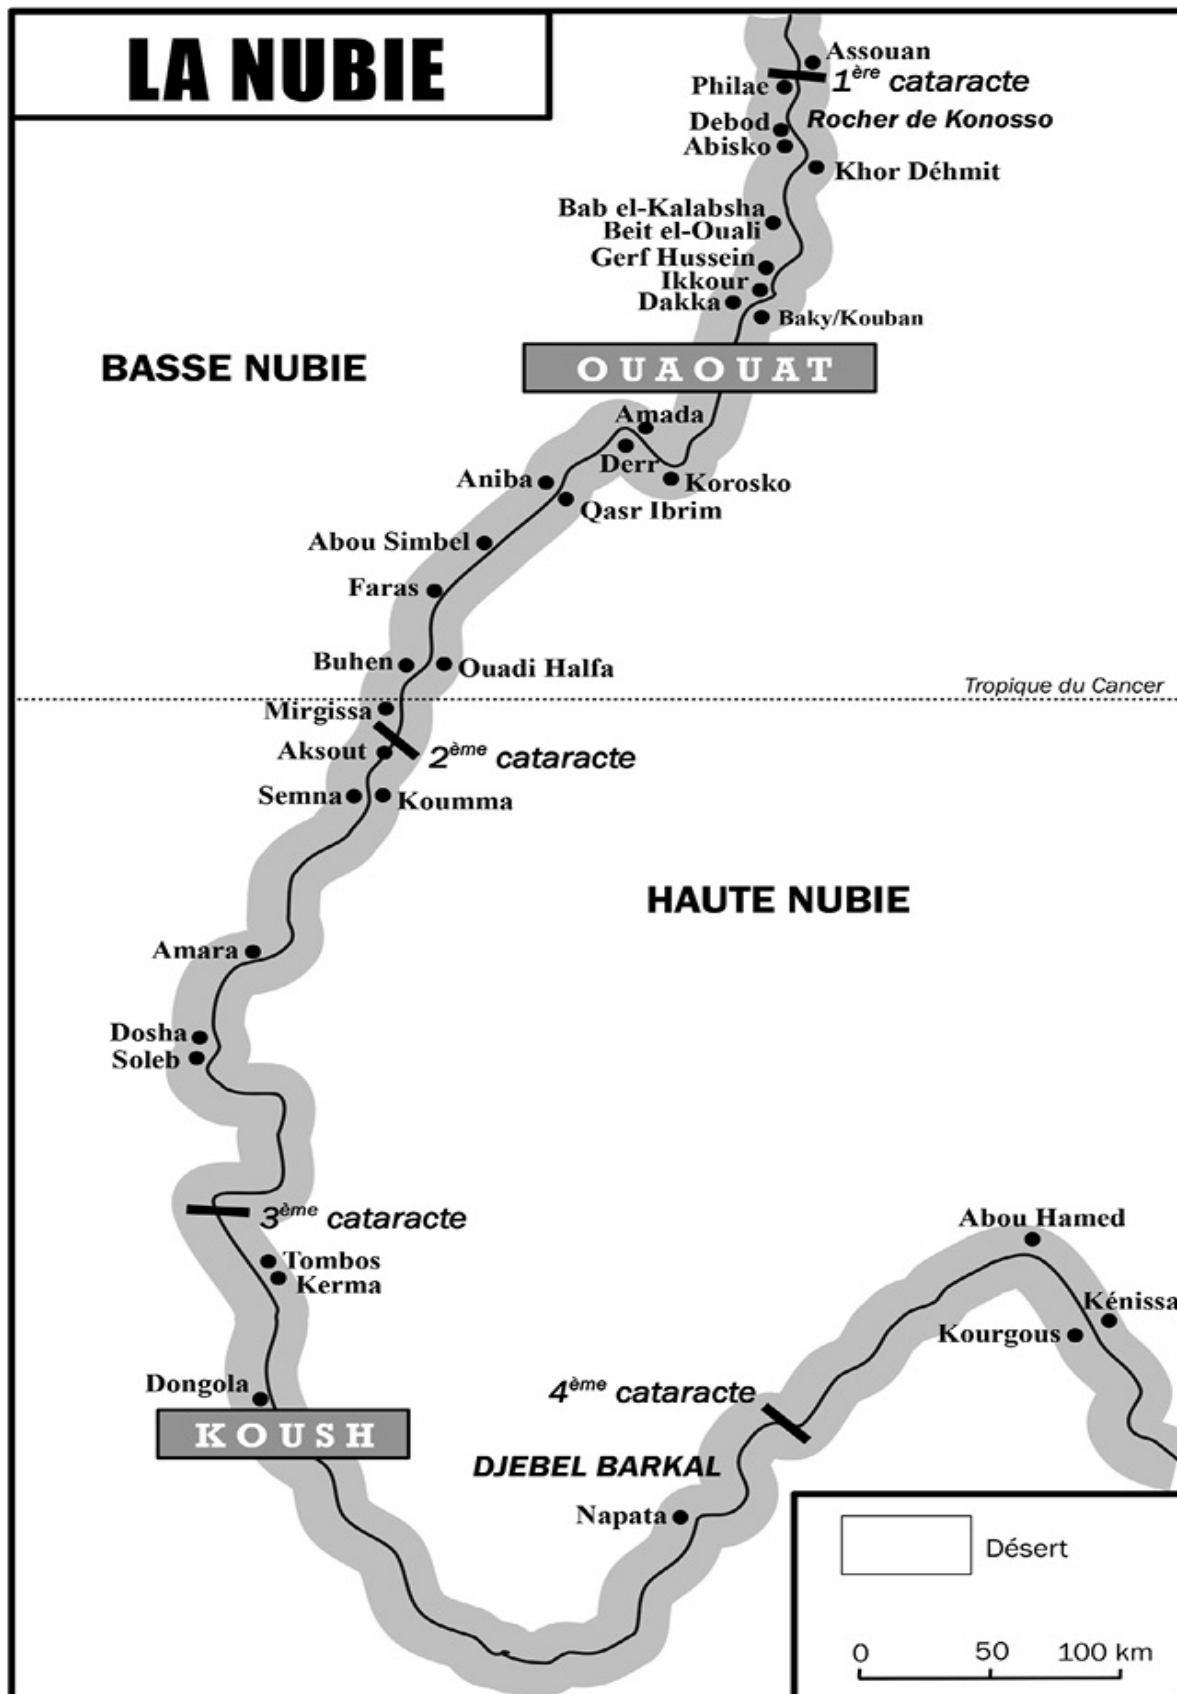 LA NUBIE
Assouan
1ère cataracte
Philae
Rocher de Konosso
Debod
Abisko
Khor Déhmit
Bab el-Kalabsha
Beit el-Ouali
Gerf Hussein
Ikkour
Dakka
Baky/Kouban
BASSE NUBIE
OUAOUAT
Amada
Derr
Korosko
Aniba
Qasr Ibrim
Abou Simbel
Faras
Buhen
Ouadi Halfa
Tropique du Cancer
Mirgissa
Aksout
2ème cataracte
Semna
Koumma
HAUTE NUBIE
Amara
Dosha
Soleb
3ème cataracte
Abou Hamed
Tombos
Kerma
Kénissa
Kourgous
Dongola
4ème cataracte
KOUSH
DJEBEL BARKAL
Napata
Désert
0 50 100 km